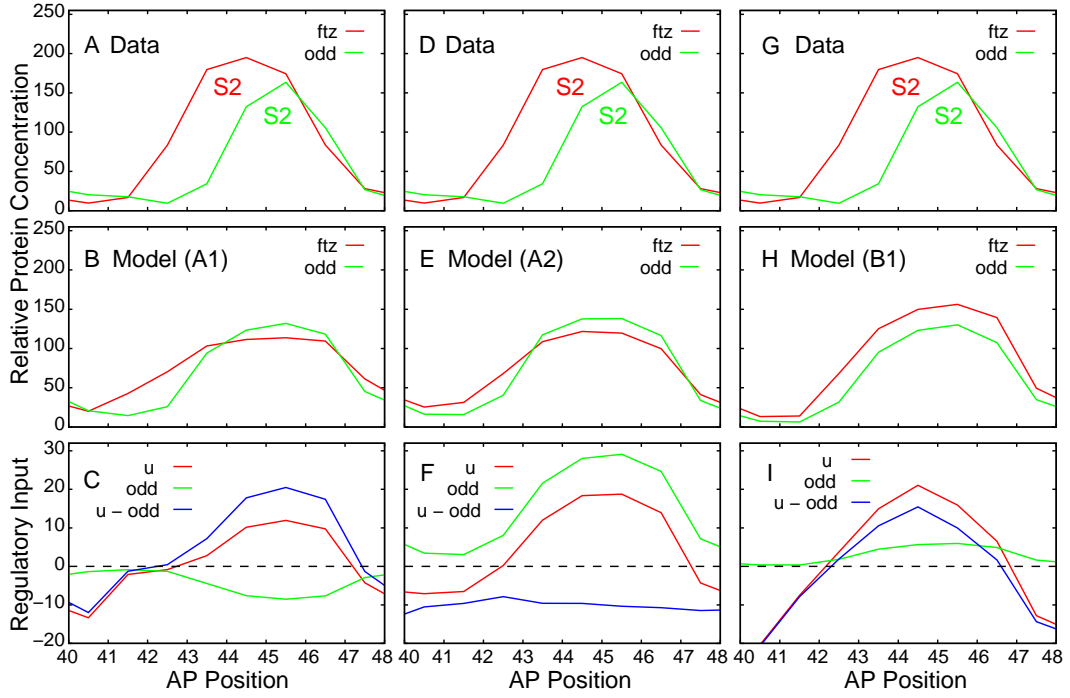 Relative Protein Concentration
Regulatory Input
250
200
150
100
50
0
A Data
ftz
odd
S2
S2
D Data
ftz
odd
S2
S2
G Data
ftz
odd
S2
S2
250
200
150
100
50
0
B Model (A1)
ftz
odd
E Model (A2)
ftz
odd
H Model (B1)
ftz
odd
30
20
10
0
−10
−20
C
u
odd
u − odd
F
u
odd
u − odd
I
u
odd
u − odd
40 41 42 43 44 45 46 47 48
40 41 42 43 44 45 46 47 48
40 41 42 43 44 45 46 47 48
AP Position
AP Position
AP Position